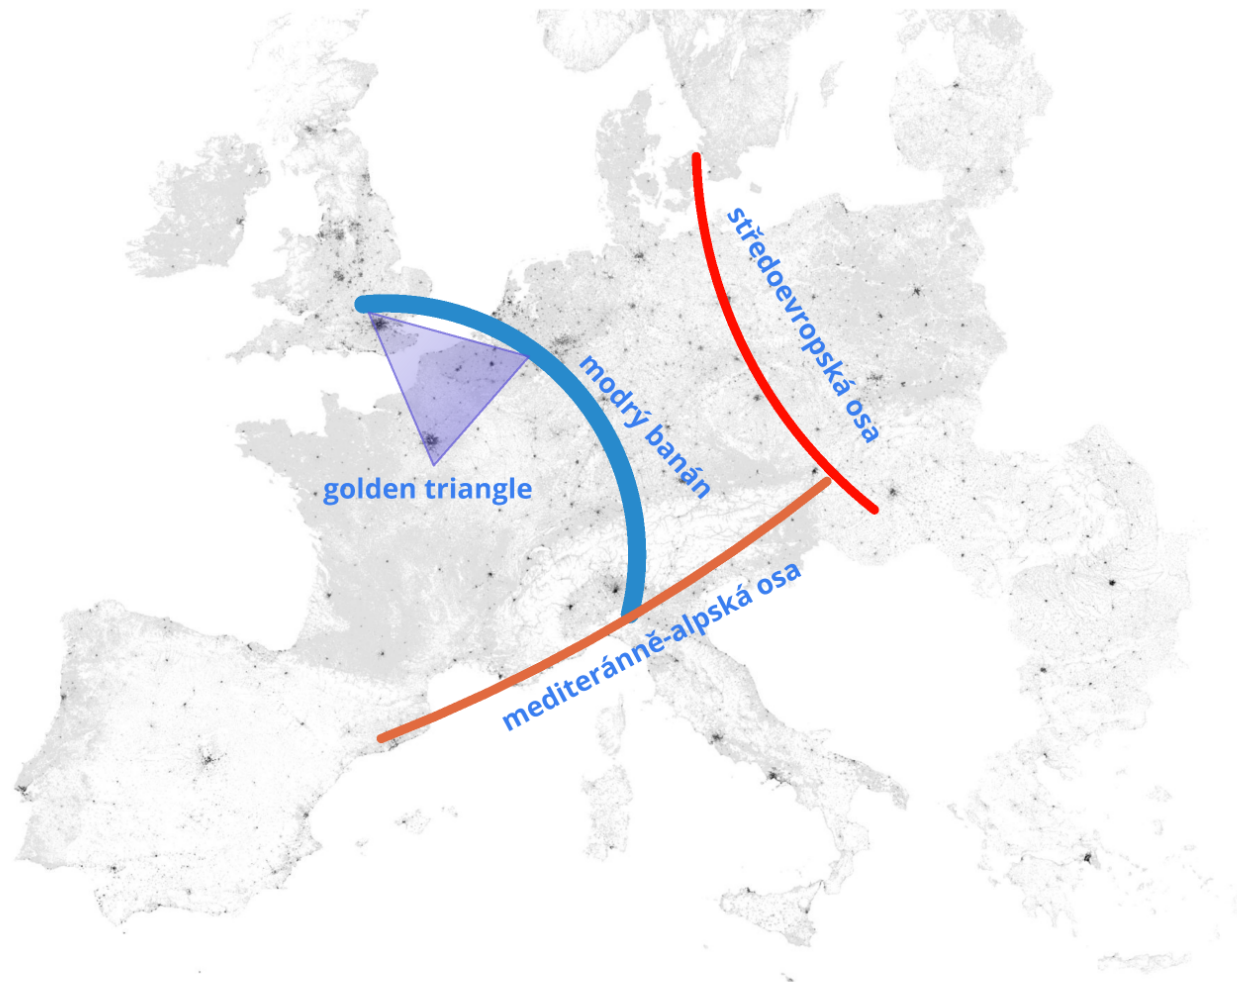 středoevropská osa
modrý banán
golden triangle
mediteránně-alpská osa